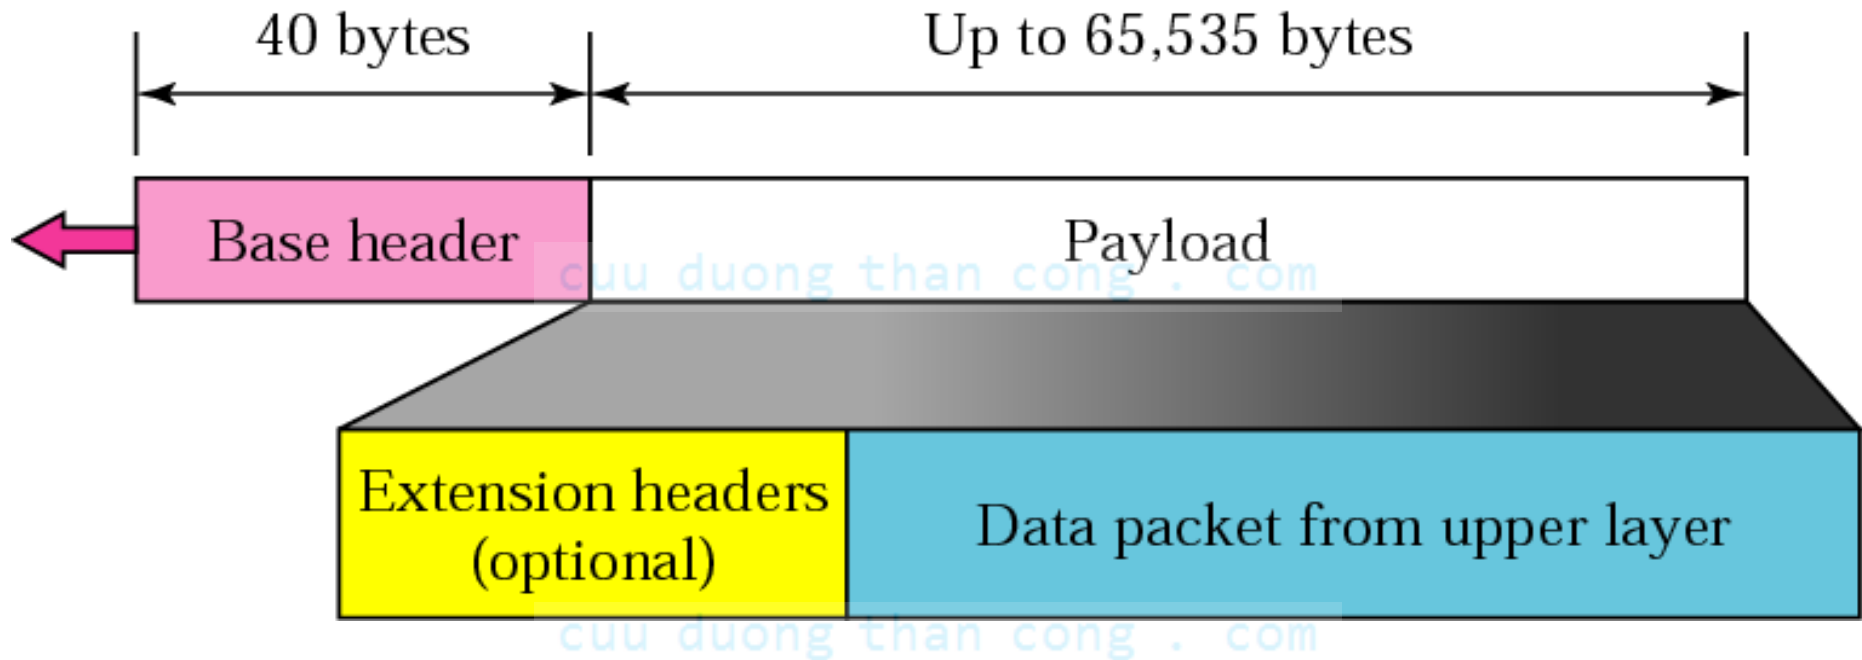 40 bytes
Up to 65,535 bytes
Base header
Payload
cuu duong than cong . com
Extension headers
(optional)
Data packet from upper layer
cuu duong than cong . com